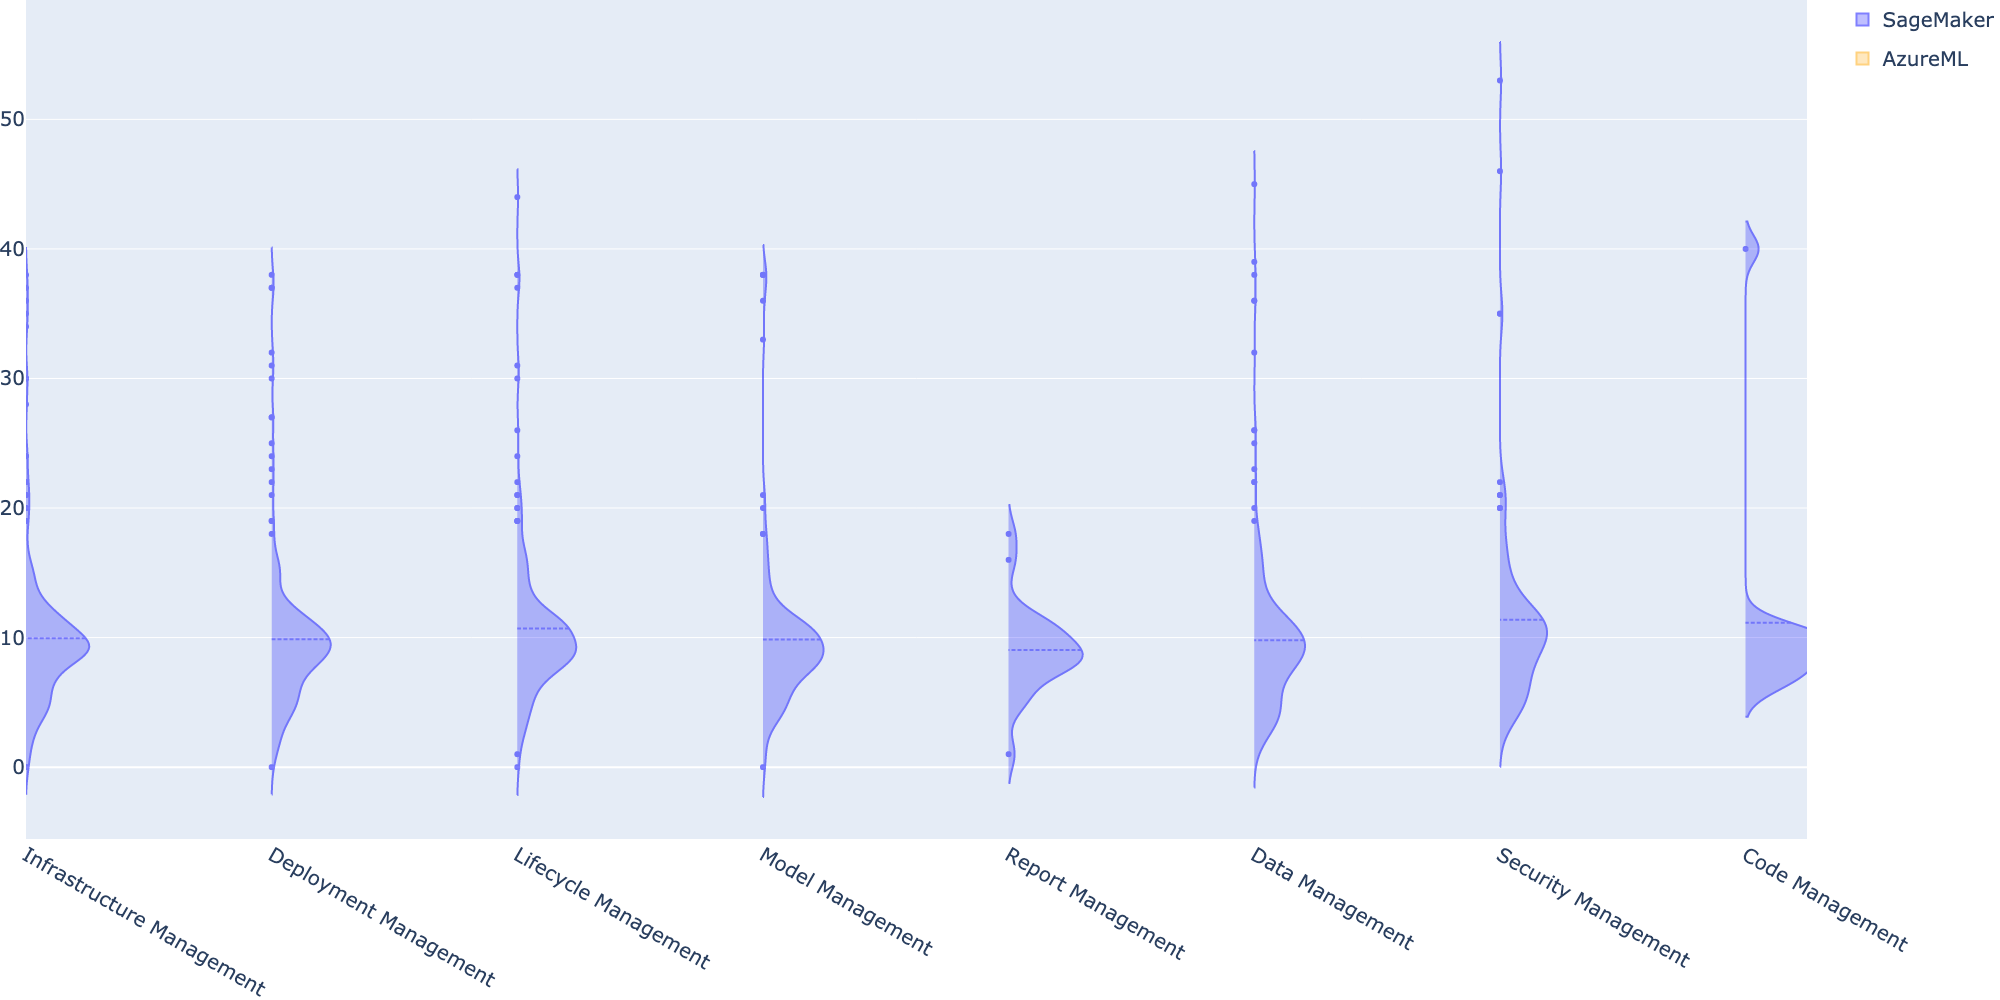 SageMaker
AzureML
50
40
30
20
10
0
Infrastructure Management
Deployment Management
Lifecycle Management
Model Management
Report Management
Data Management
Security Management
Code Management